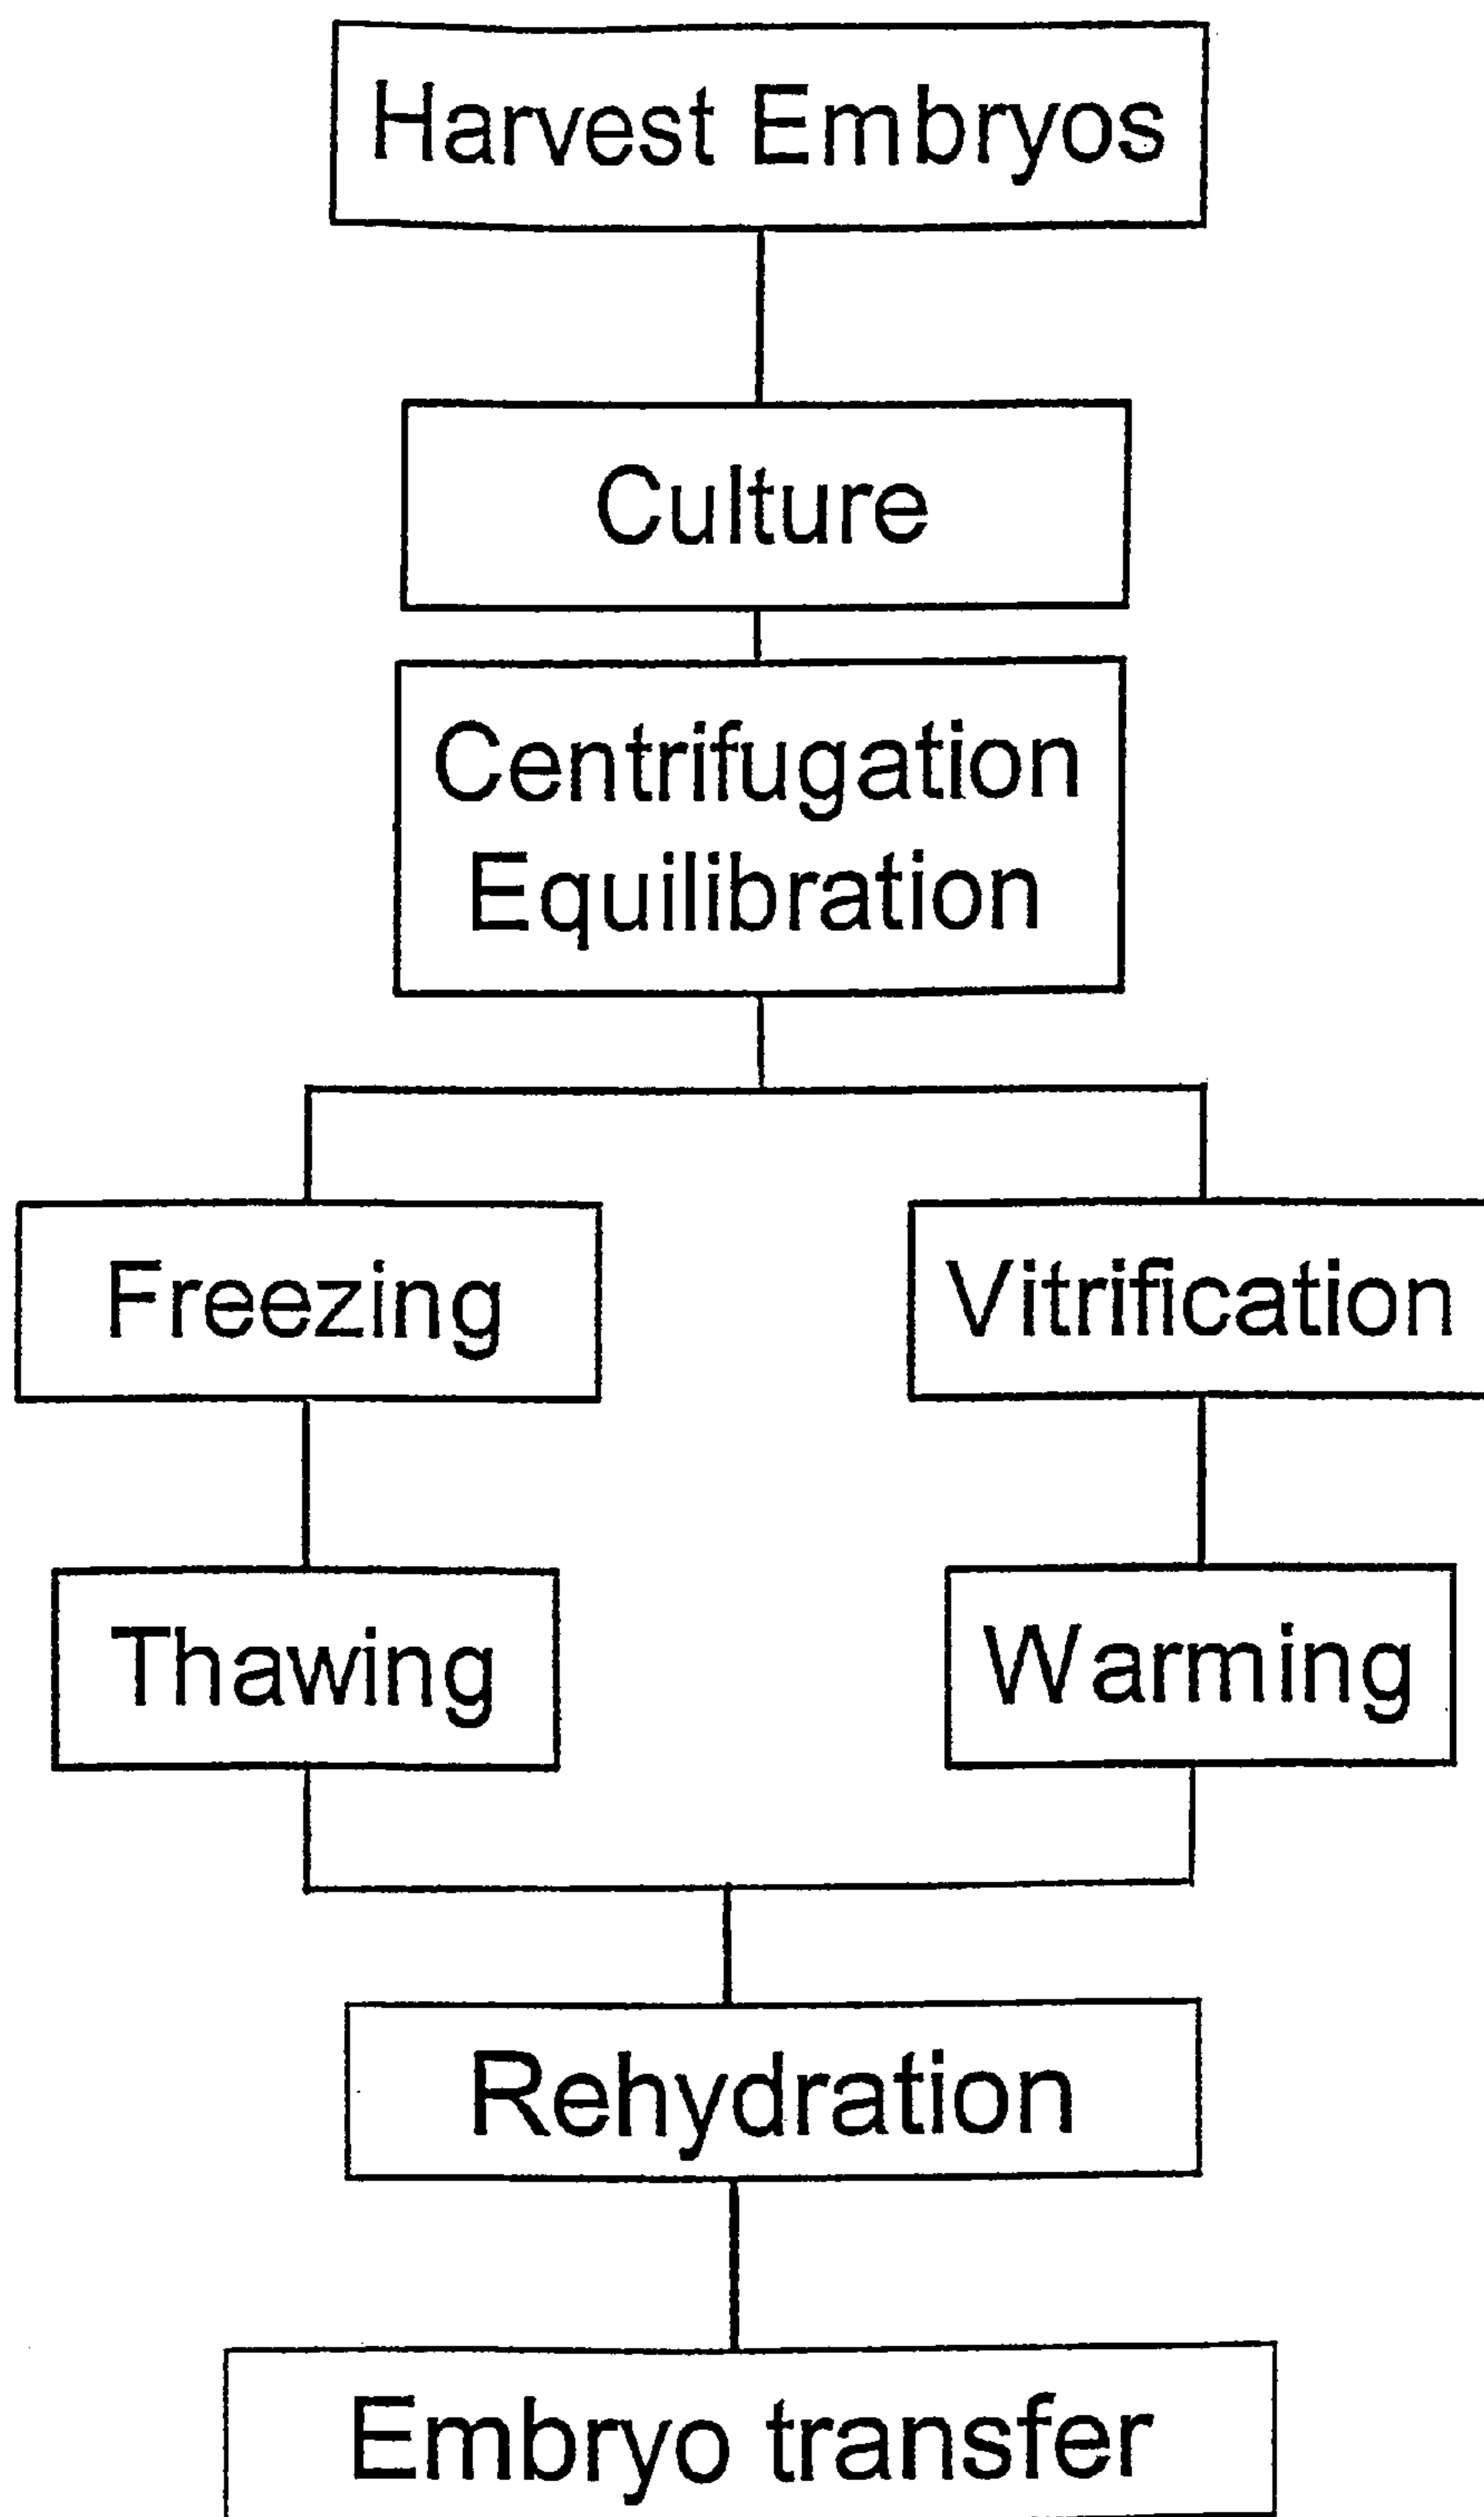 Harvest Embryos
Culture
Centrifugation
Equilibration
Freezing
Vitrification
Thawing
Warming
Rehydration
Embryo transfer